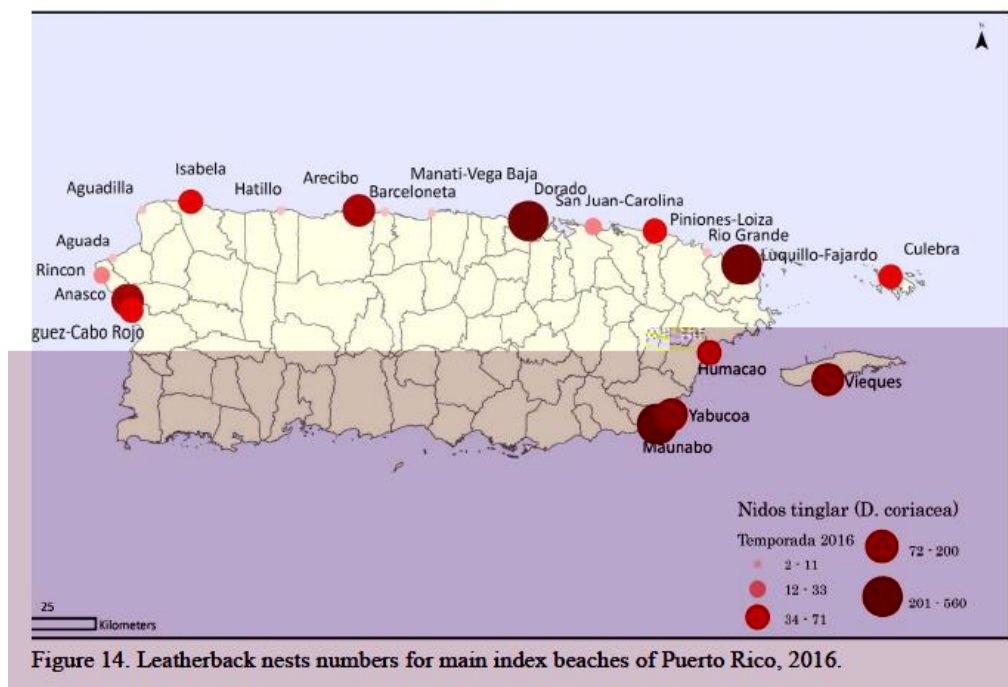 N
Isabela
Manati-Vega Baja
Aguadilla
Hatillo
Arecibo
Barceloneta
Dorado
San Juan-Carolina
Piniones-Loiza
Rio Grande
Aguada
Luquillo-Fajardo
Culebra
Rincon
Anasco
guez-Cabo Rojo
Humacao
Vieques
Yabucoa
Maunabo
Nidos tinglar (D. coriacea)
Temporada 2016
2 - 11
12 - 33
34 - 71
72 - 200
201 - 560
25
Kilometers
Figure 14. Leatherback nests numbers for main index beaches of Puerto Rico, 2016.